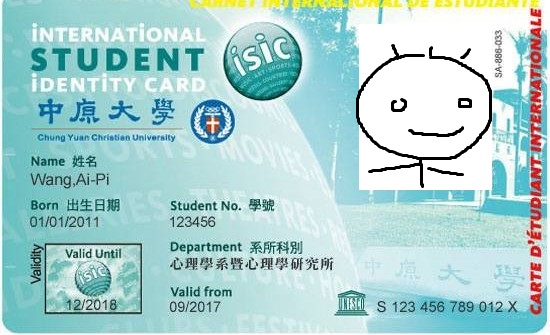 CARNET INTERNACIONAL DE ESTUDIANTE
INTERNATIONAL
STUDENT
IDENTITY CARD
isic
中原大學
Chung Yuan Christian University
SA-886-033
CARTE D'ÉTUDIANT INTERNATIONALE
Name 姓名
Wang,Ai-Pi
Born 出生日期
01/01/2011
Student No. 學號
123456
Department 系所科別
心理學系暨心理學研究所
Validity
Valid Until
isic
12/2018
Valid from
09/2017
中原大學
UNESCO
S 123 456 789 012 X